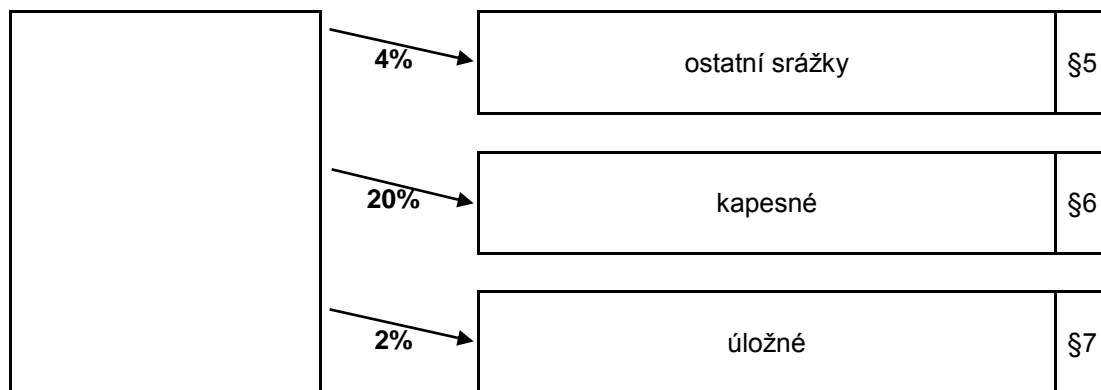 4% ostatní srážky §5
20% kapesné §6
2% úložné §7